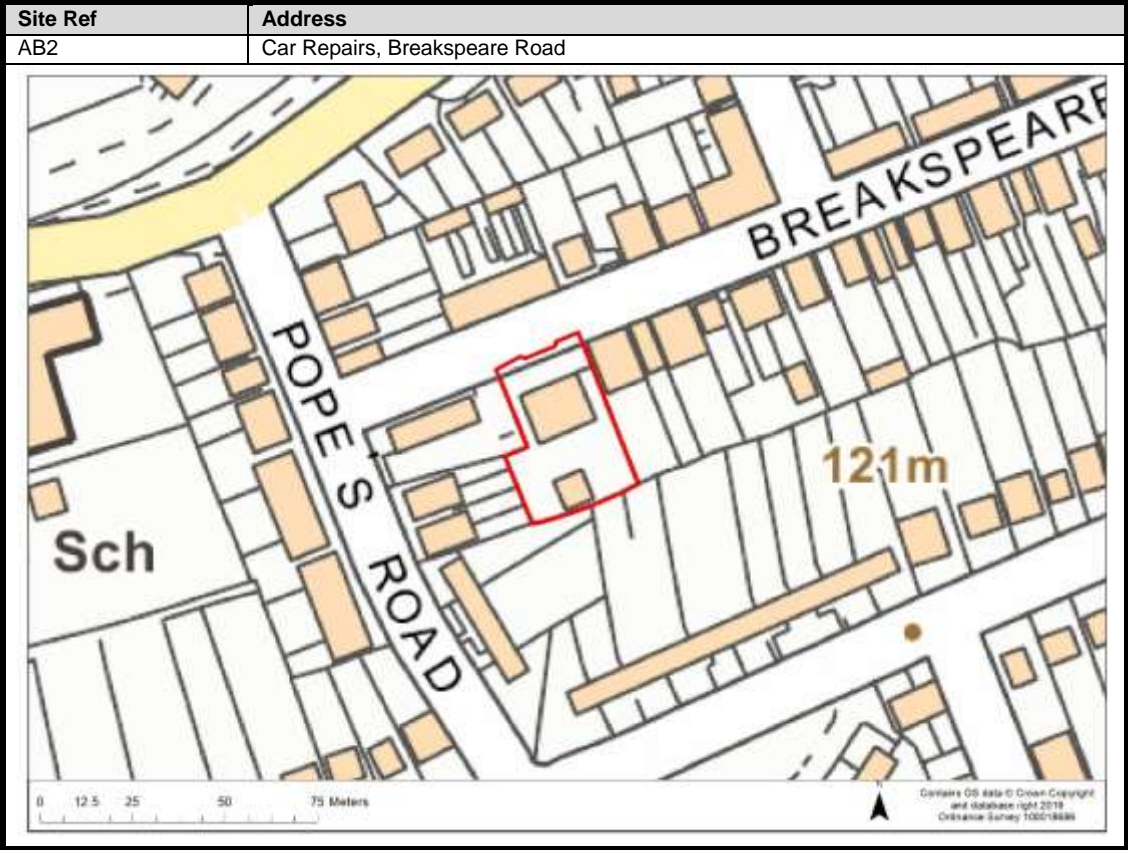 Site Ref Address
AB2 Car Repairs, Breakspeare Road
BREAKSPEARE
POPE'S ROAD
121m
Sch
0 12.5 25 50 75 Meters
N
Contains OS data © Crown Copyright
and database right 2018
Ordnance Survey 100018686